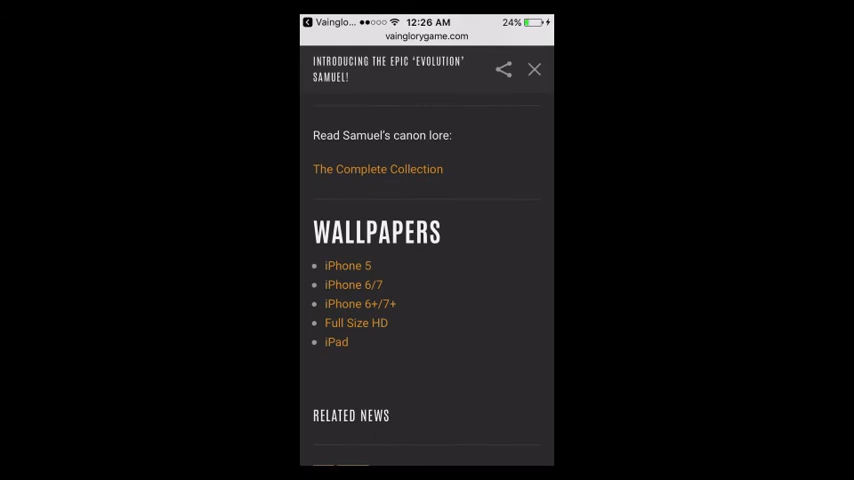 Vainglo... 12:26 AM 24%
vainglorygame.com
INTRODUCING THE EPIC ‘EVOLUTION’
SAMUEL!
Read Samuel's canon lore:
The Complete Collection
WALLPAPERS
iPhone 5
iPhone 6/7
iPhone 6+/7+
Full Size HD
iPad
RELATED NEWS